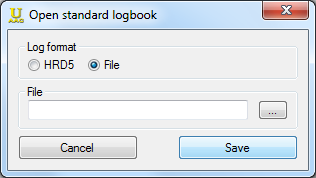 Open standard logbook
Log format
HRD5 File
File
...
Cancel Save